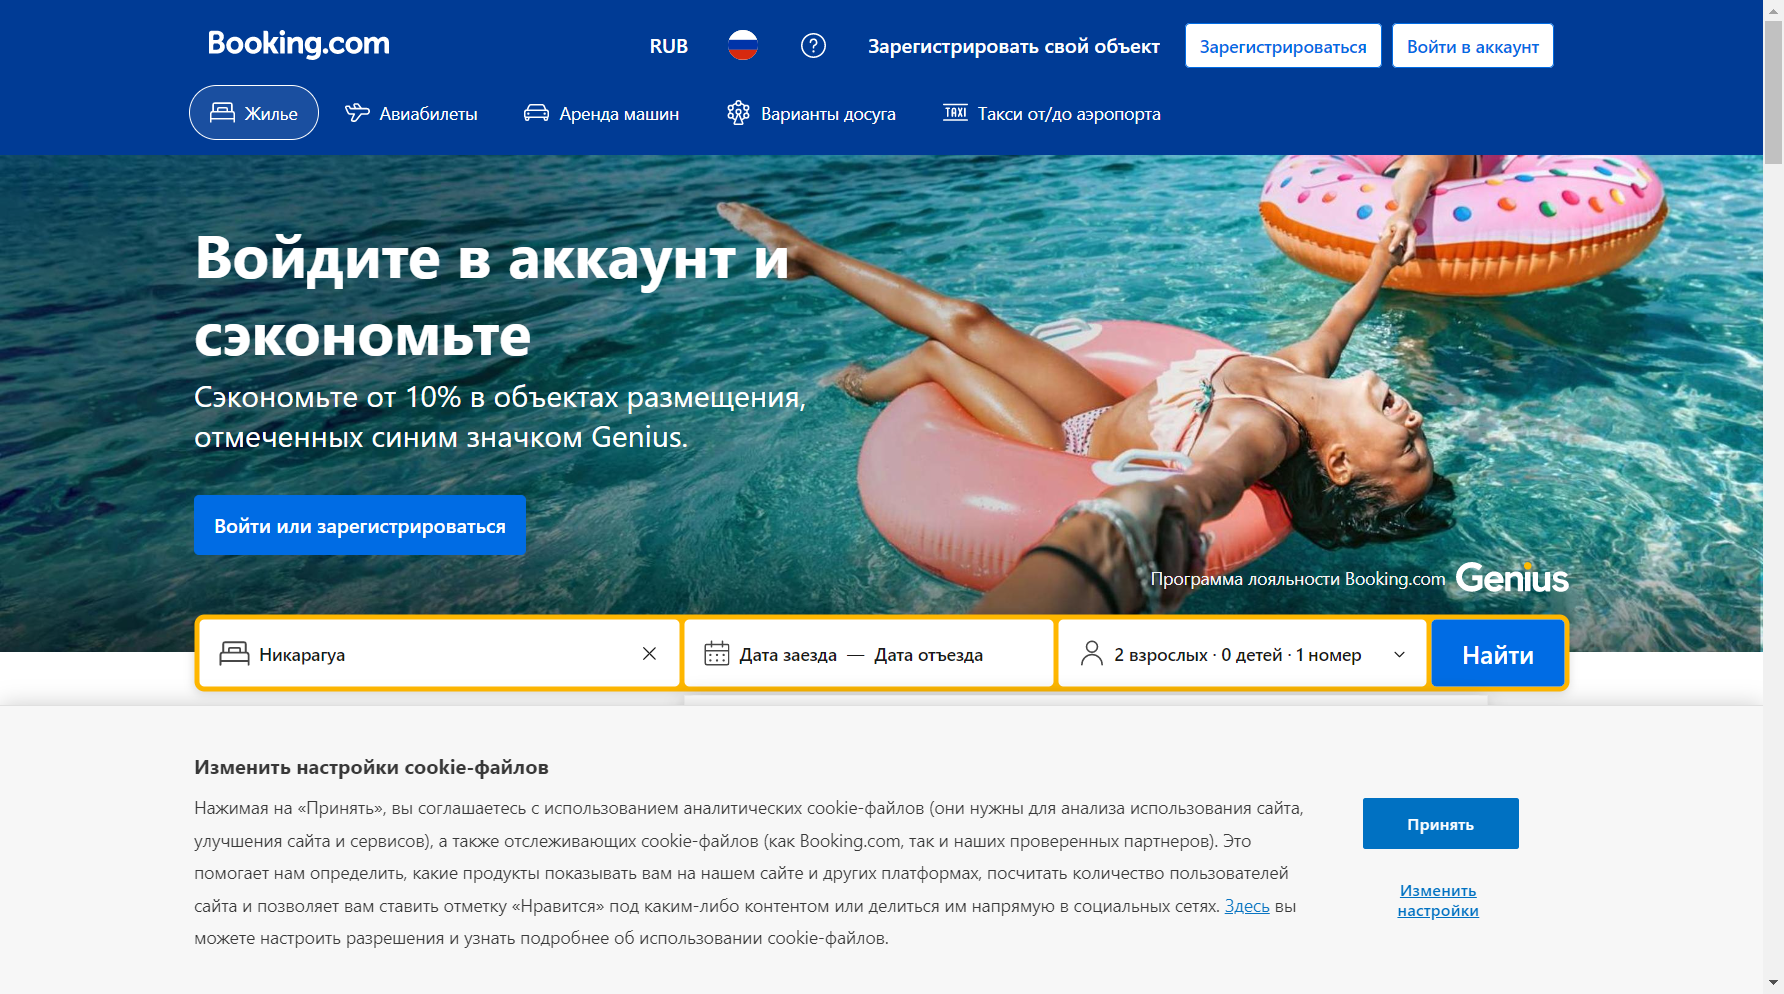 Booking.com
RUB
Зарегистрировать свой объект
Зарегистрироваться
Войти в аккаунт
Жилье
Авиабилеты
Аренда машин
Варианты досуга
TAXI
Такси от/до аэропорта
Войдите в аккаунт и
сэкономьте
Сэкономьте от 10% в объектах размещения,
отмеченных синим значком Genius.
Войти или зарегистрироваться
Программа лояльности Booking.com
Genius
Никарагуа
Дата заезда — Дата отъезда
2 взрослых · 0 детей · 1 номер
Найти
Изменить настройки cookie-файлов
Нажимая на «Принять», вы соглашаетесь с использованием аналитических cookie-файлов (они нужны для анализа использования сайта,
улучшения сайта и сервисов), а также отслеживающих cookie-файлов (как Booking.com, так и наших проверенных партнеров). Это
помогает нам определить, какие продукты показывать вам на нашем сайте и других платформах, посчитать количество пользователей
сайта и позволяет вам ставить отметку «Нравится» под каким-либо контентом или делиться им напрямую в социальных сетях. Здесь вы
можете настроить разрешения и узнать подробнее об использовании cookie-файлов.
Принять
Изменить
настройки